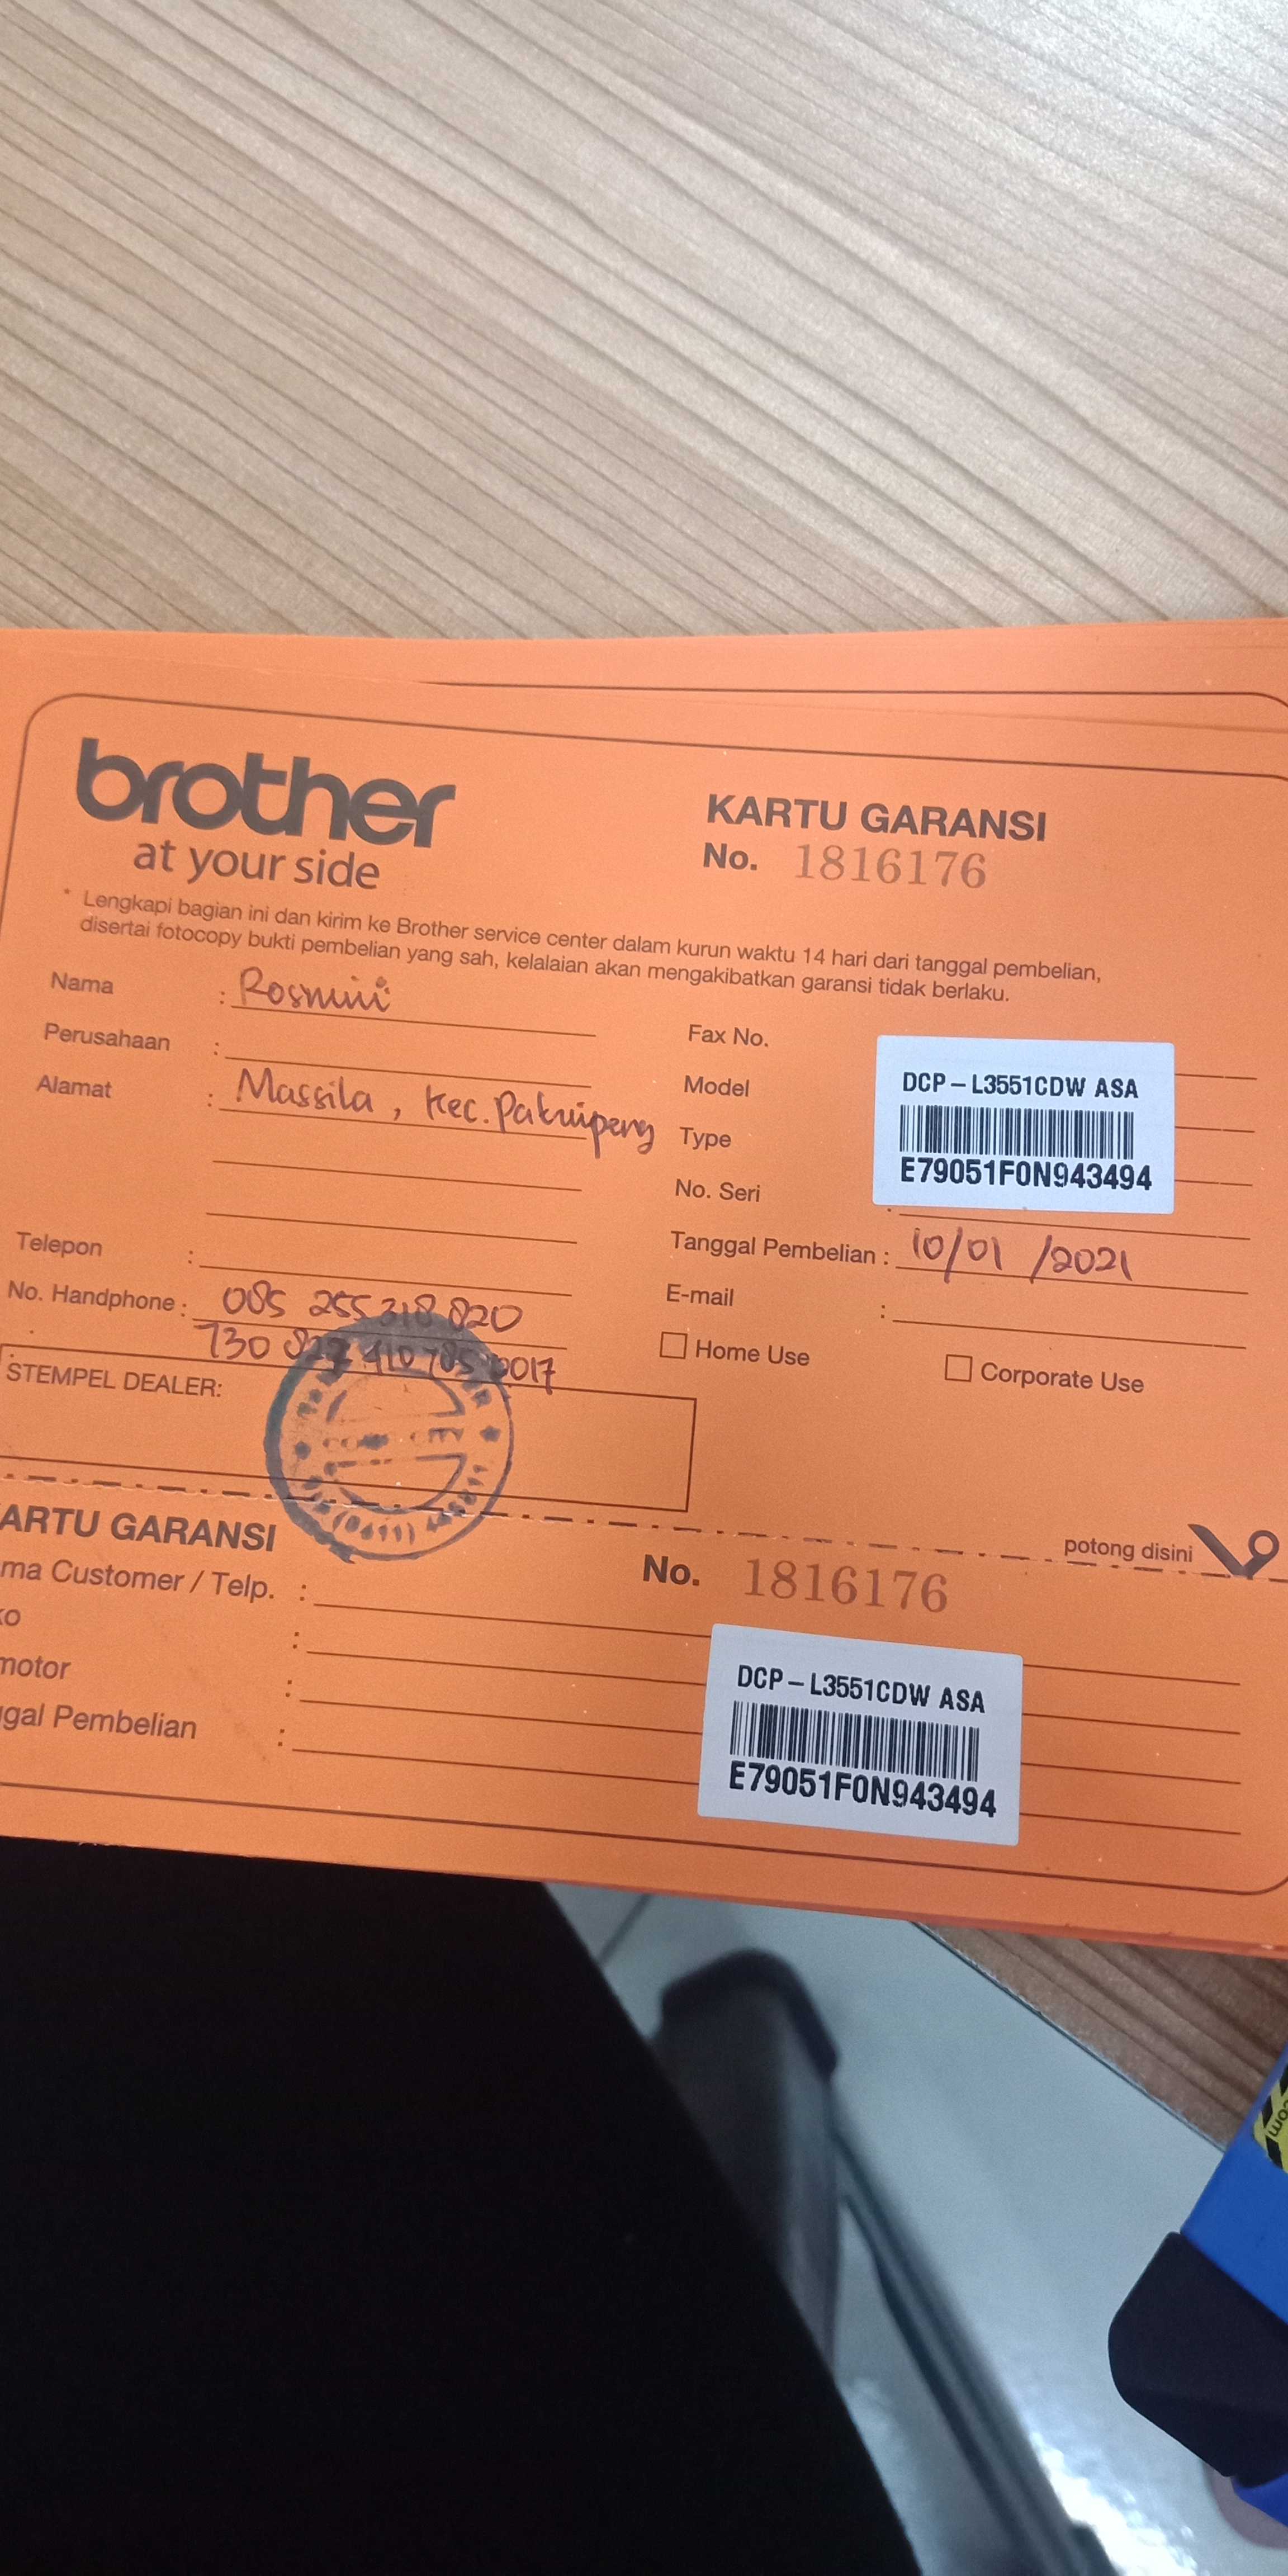 brother
at your side
KARTU GARANSI
No. 1816176
* Lengkapi bagian ini dan kirim ke Brother service center dalam kurun waktu 14 hari dari tanggal pembelian,
disertai fotocopy bukti pembelian yang sah, kelalaian akan mengakibatkan garansi tidak berlaku.
Nama : Rosmini
Perusahaan :
Alamat : Massila, Kec.
Telepon :
No. Handphone : 085 255 318 820
STEMPEL DEALER:
Fax No.
Model
Type
No. Seri
DCP-L3551CDW ASA
E79051F0N943494
Tanggal Pembelian : 10/01/2021
E-mail :
Home Use
Corporate Use
potong disini
ARTU GARANSI
No. 1816176
ma Customer / Telp. :
:
motor :
gal Pembelian :
DCP-L3551CDW ASA
E79051F0N943494